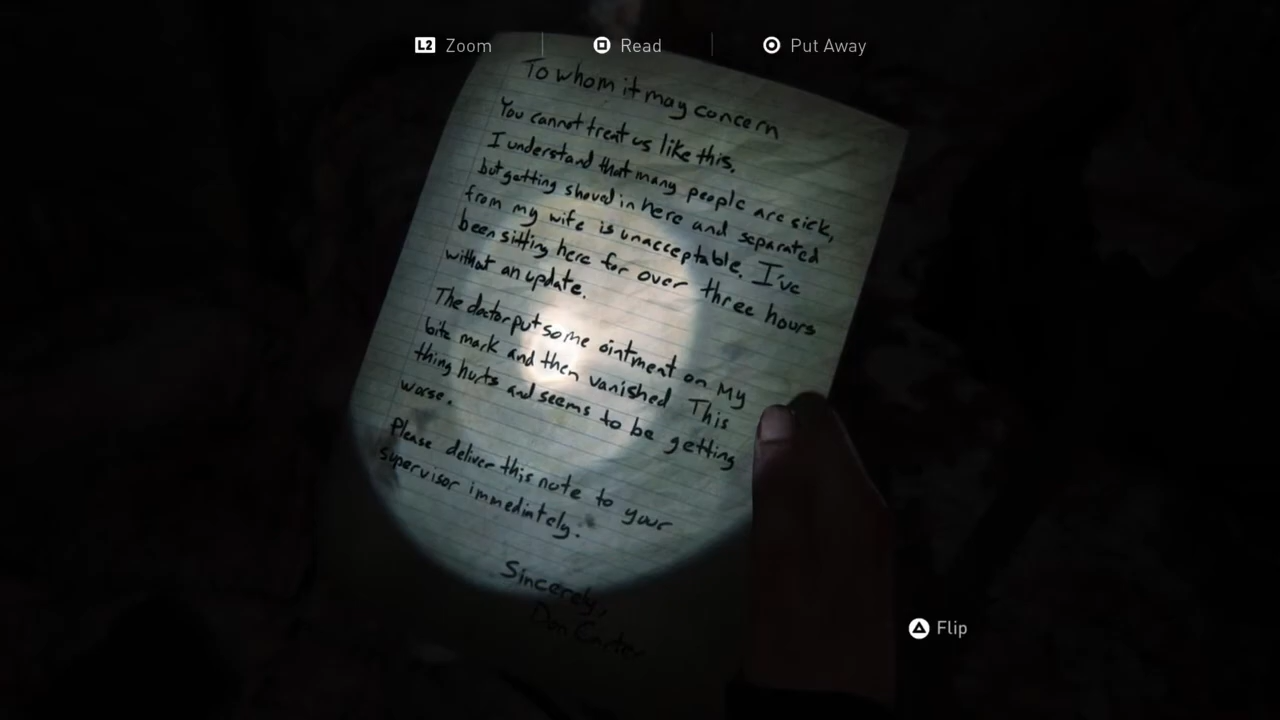 L2 Zoom Read Put Away
To whom it may concern
You cannot treat us like this.
I understand that many people are sick,
but getting shoved in here and separated
from my wife is unacceptable. I've
been sitting here for over three hours
without an update.
The doctor put some ointment on my
bite mark and then vanished This
thing hurts and seems to be getting
worse.
Please deliver this note to your
supervisor immediately.
Sincerely,
Don Carter
Flip